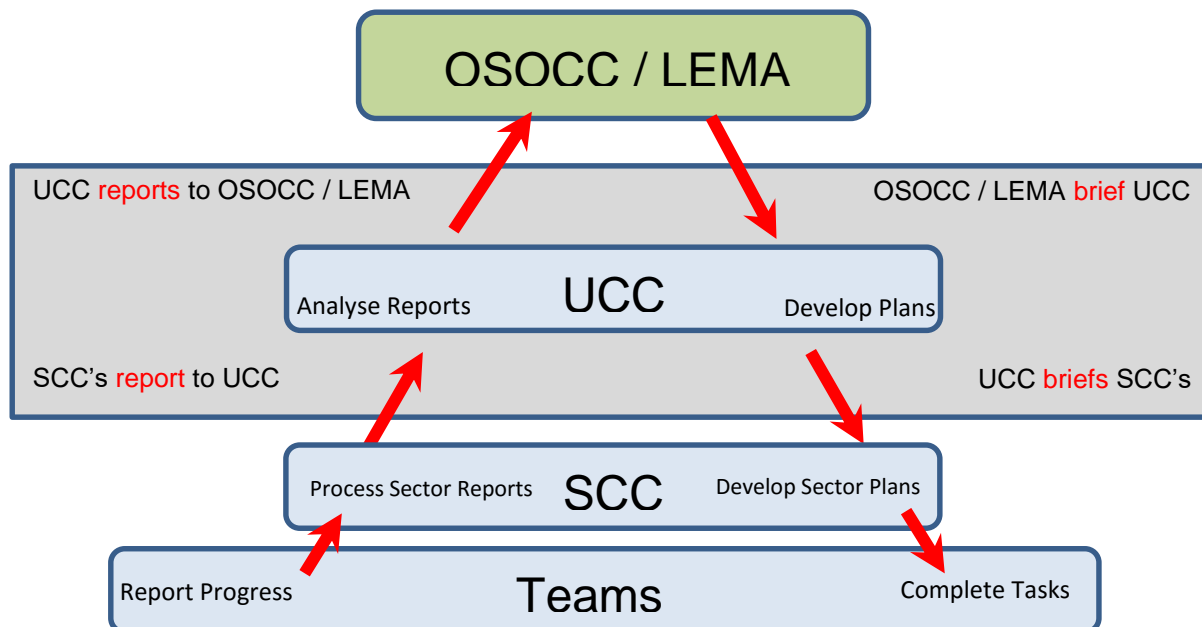 OSOCC / LEMA
UCC reports to OSOCC / LEMA
OSOCC / LEMA brief UCC
Analyse Reports
UCC
Develop Plans
SCC’s report to UCC
UCC briefs SCC’s
Process Sector Reports
SCC
Develop Sector Plans
Report Progress
Teams
Complete Tasks